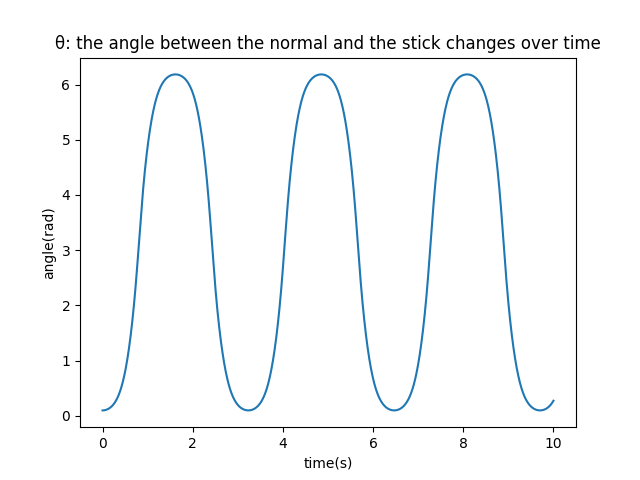 θ: the angle between the normal and the stick changes over time
6
5
4
3
2
1
0
angle(rad)
0 2 4 6 8 10
time(s)